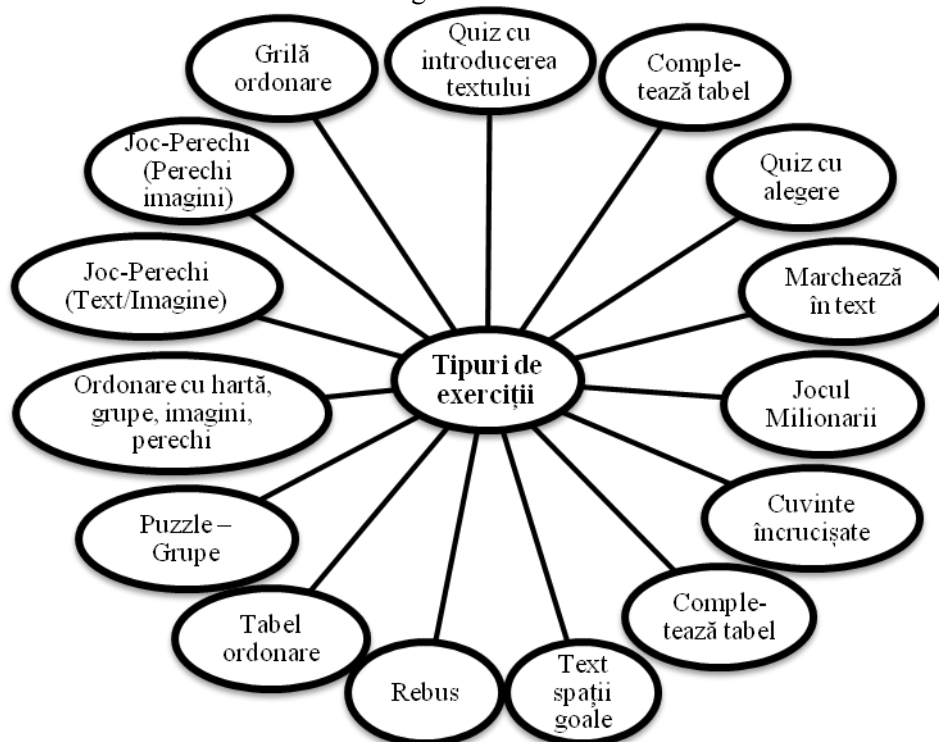 Grilă
ordonare
Quiz cu
introducerea
textului
Comple-
tează tabel
Joc-Perechi
(Perechi
imagini)
Quiz cu
alegere
Joc-Perechi
(Text/Imagine)
Marchează
în text
Tipuri de
exerciții
Ordonare cu hartă,
grupe, imagini,
perechi
Jocul
Milionarii
Puzzle –
Grupe
Cuvinte
încrucișate
Tabel
ordonare
Comple-
tează tabel
Rebus
Text
spații
goale